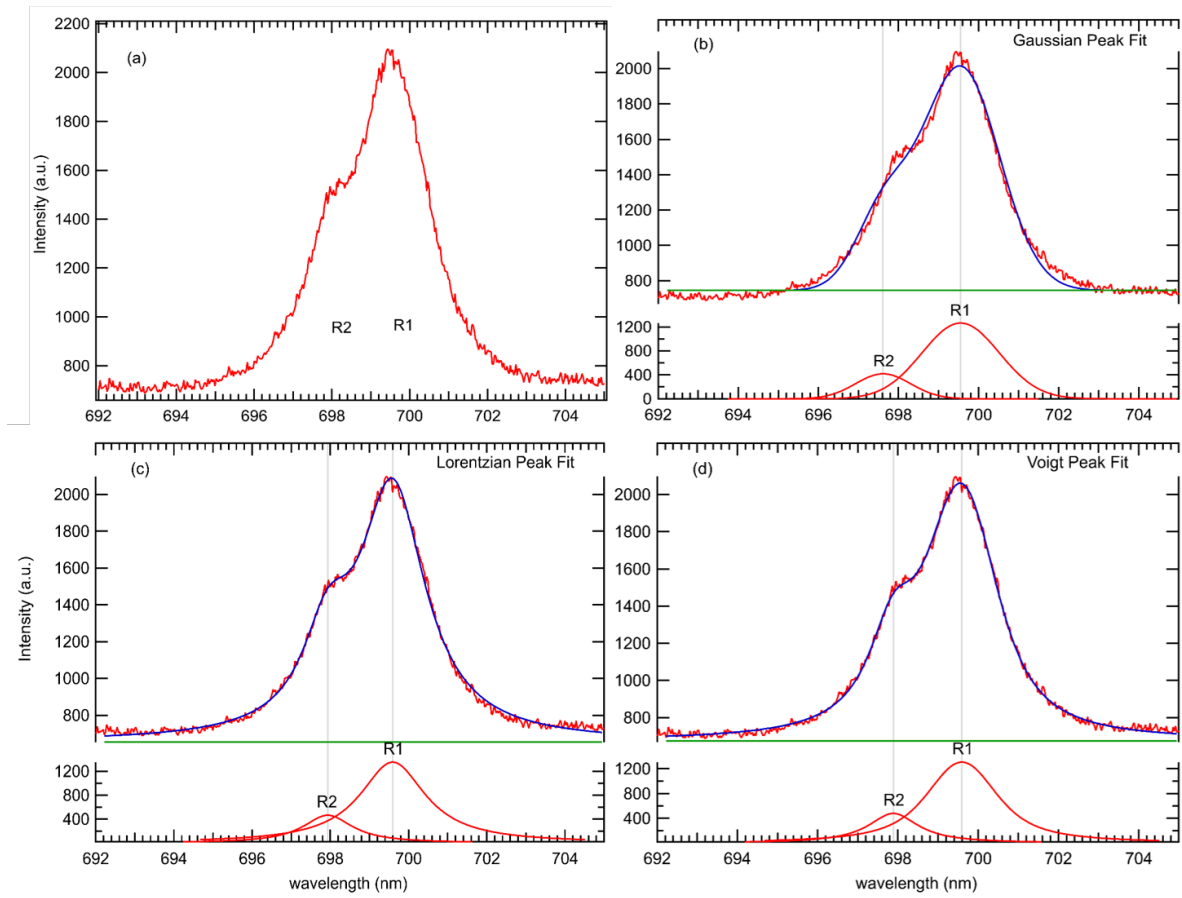 (a)
2200
2000
1800
1600
1400
1200
1000
800
Intensity (a.u.)
R2
R1
692 694 696 698 700 702 704
(b)
Gaussian Peak Fit
2000
1800
1600
1400
1200
1000
800
R1
R2
1200
800
400
0
692 694 696 698 700 702 704
(c)
Lorentzian Peak Fit
2000
1800
1600
1400
1200
1000
800
Intensity (a.u.)
R1
R2
1200
800
400
692 694 696 698 700 702 704
wavelength (nm)
(d)
Voigt Peak Fit
2000
1800
1600
1400
1200
1000
800
R1
R2
1200
800
400
692 694 696 698 700 702 704
wavelength (nm)